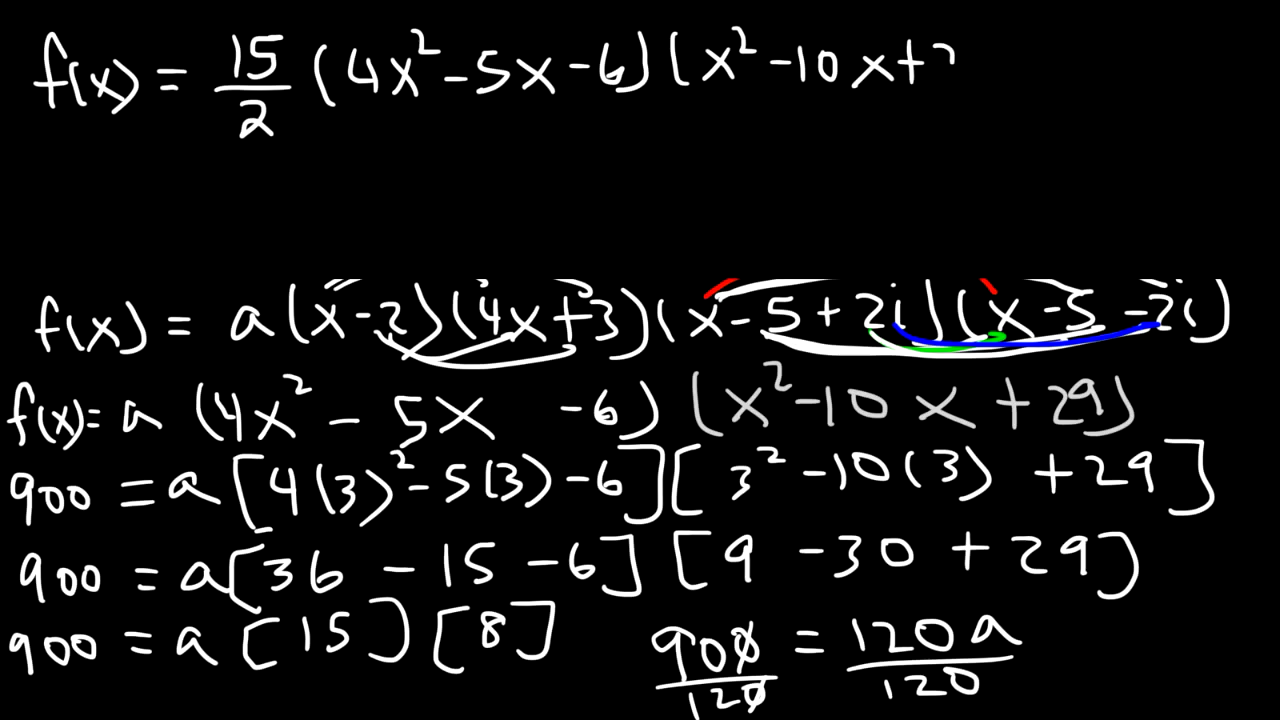 f(x) = 15/2 (4x² - 5x - 6)(x² - 10x +
f(x) = a(x - 2)(4x + 3)(x - 5 + 2i)(x - 5 - 2i)
f(x) = a (4x² - 5x - 6) (x² - 10x + 29)
900 = a[4(3)² - 5(3) - 6][3² - 10(3) + 29]
900 = a[36 - 15 - 6][9 - 30 + 29]
900 = a[15][8]
900/120 = 120a/120